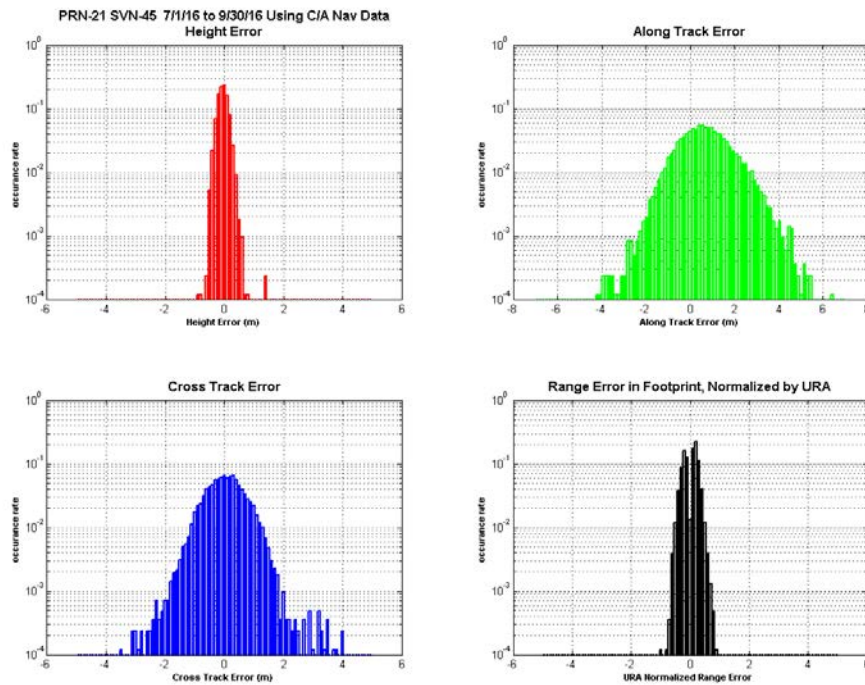 PRN-21 SVN-45 7/1/16 to 9/30/16 Using C/A Nav Data
Height Error
10^0
10^-1
10^-2
10^-3
10^-4
occurance rate
-6 -4 -2 0 2 4 6
Height Error (m)
Along Track Error
10^0
10^-1
10^-2
10^-3
10^-4
occurance rate
-8 -6 -4 -2 0 2 4 6 8
Along Track Error (m)
Cross Track Error
10^0
10^-1
10^-2
10^-3
10^-4
occurance rate
-6 -4 -2 0 2 4 6
Cross Track Error (m)
Range Error in Footprint, Normalized by URA
10^0
10^-1
10^-2
10^-3
10^-4
occurance rate
-6 -4 -2 0 2 4 6
URA Normalized Range Error